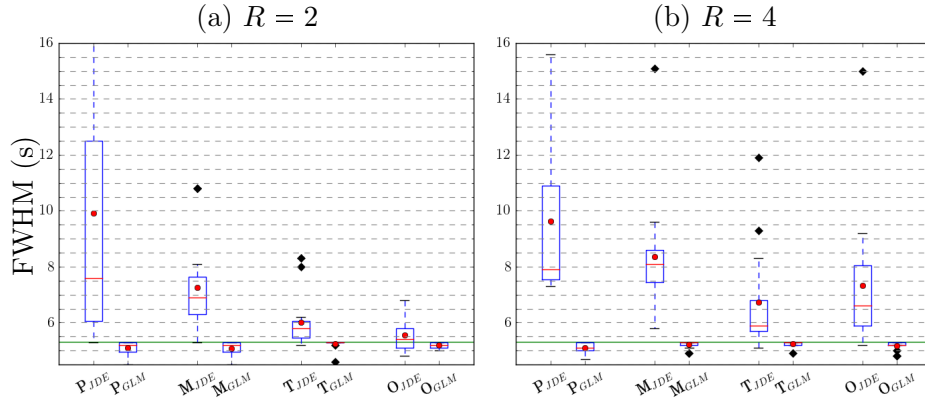 (a) R = 2
(b) R = 4
FWHM (s)
16
14
12
10
8
6
P_JDE P_GLM M_JDE M_GLM T_JDE T_GLM O_JDE O_GLM
16
14
12
10
8
6
P_JDE P_GLM M_JDE M_GLM T_JDE T_GLM O_JDE O_GLM